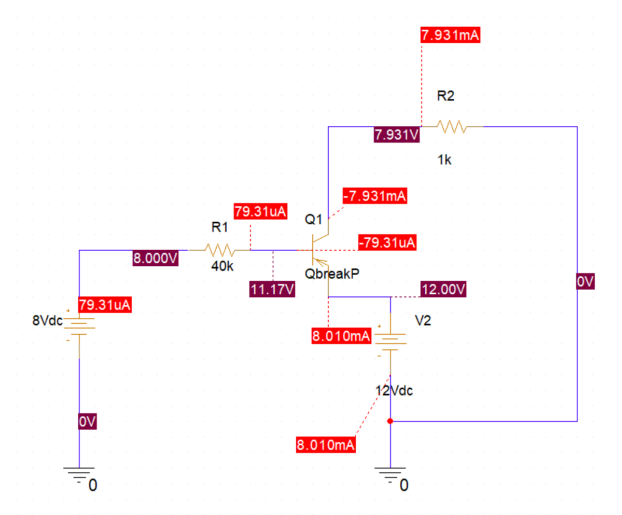 7.931mA
R2
7.931V
1k
-7.931mA
Q1
79.31uA
R1
-79.31uA
8.000V
40k
QbreakP
11.17V
12.00V
79.31uA
0V
8Vdc
V2
8.010mA
12Vdc
0V
8.010mA
0
0